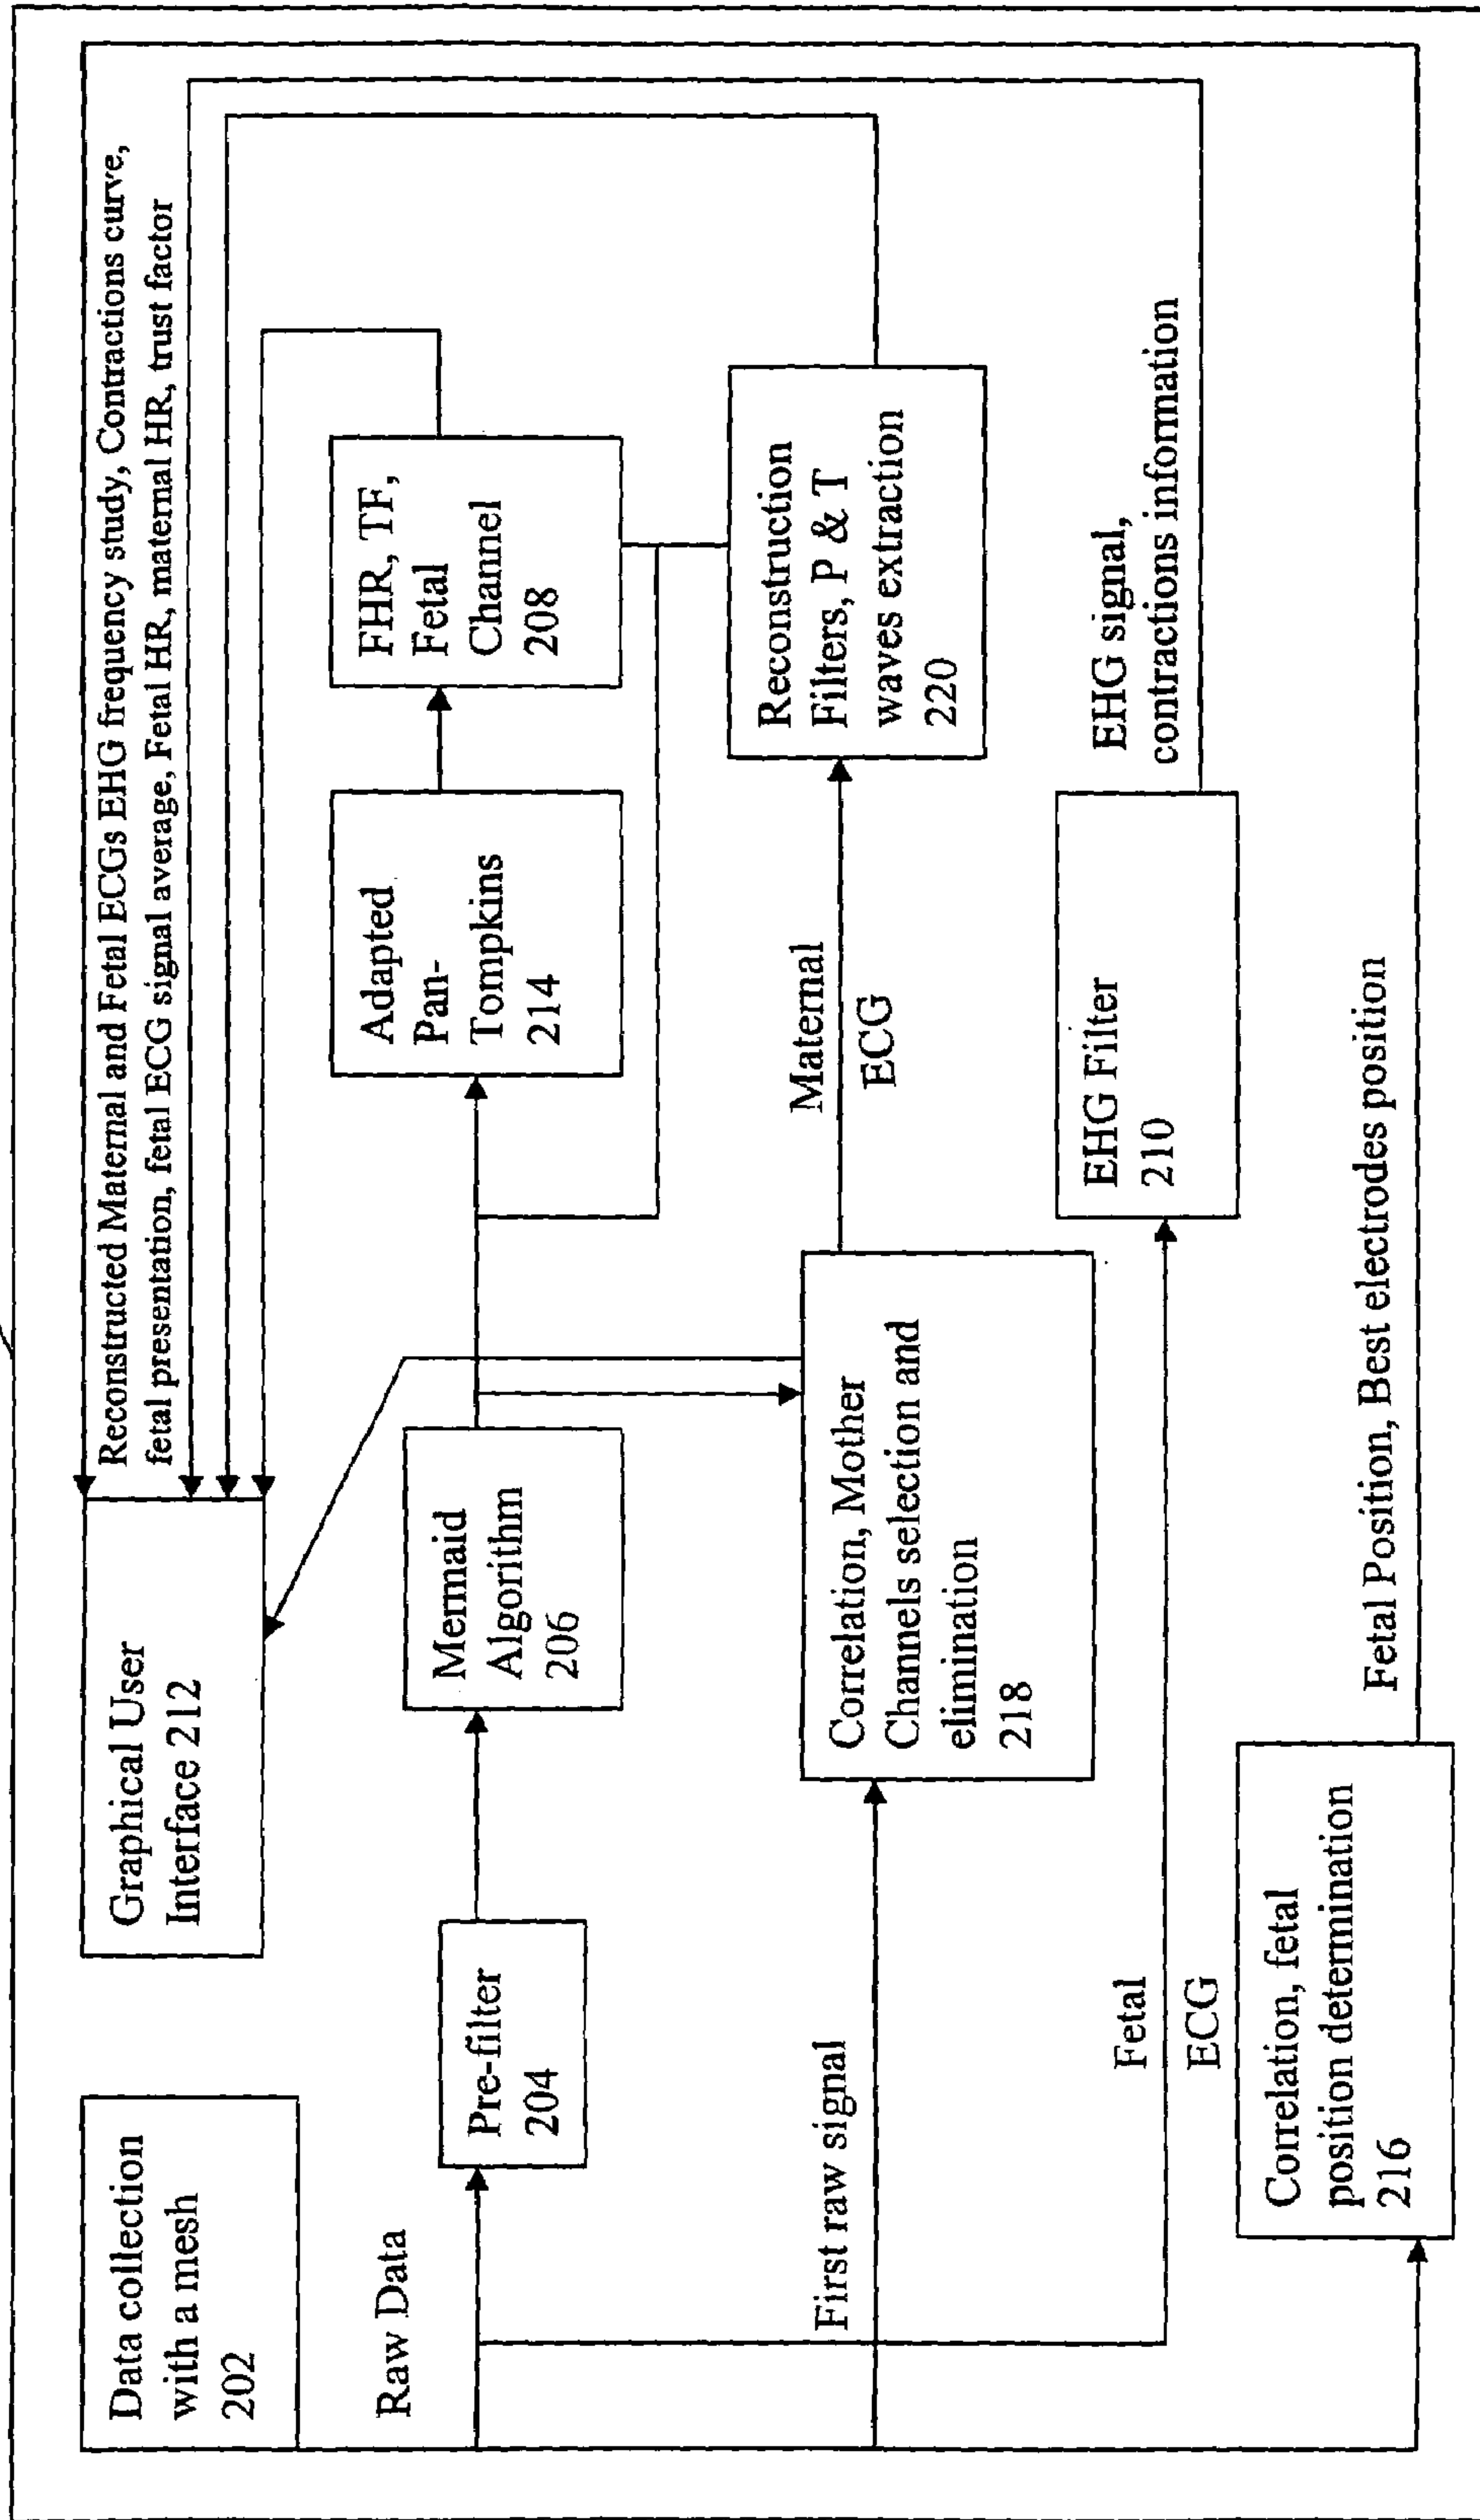 Data collection
with a mesh
202
Graphical User
Interface 212
Reconstructed Maternal and Fetal ECGs EHG frequency study, Contractions curve,
fetal presentation, fetal ECG signal average, Fetal HR, maternal HR, trust factor
Raw Data
Pre-filter
204
Mermaid
Algorithm
206
Adapted
Pan-
Tompkins
214
FHR, TF,
Fetal
Channel
208
First raw signal
Correlation, Mother
Channels selection and
elimination
218
Maternal
ECG
Reconstruction
Filters, P & T
waves extraction
220
Fetal
ECG
EHG Filter
210
EHG signal,
contractions information
Correlation, fetal
position determination
216
Fetal Position, Best electrodes position